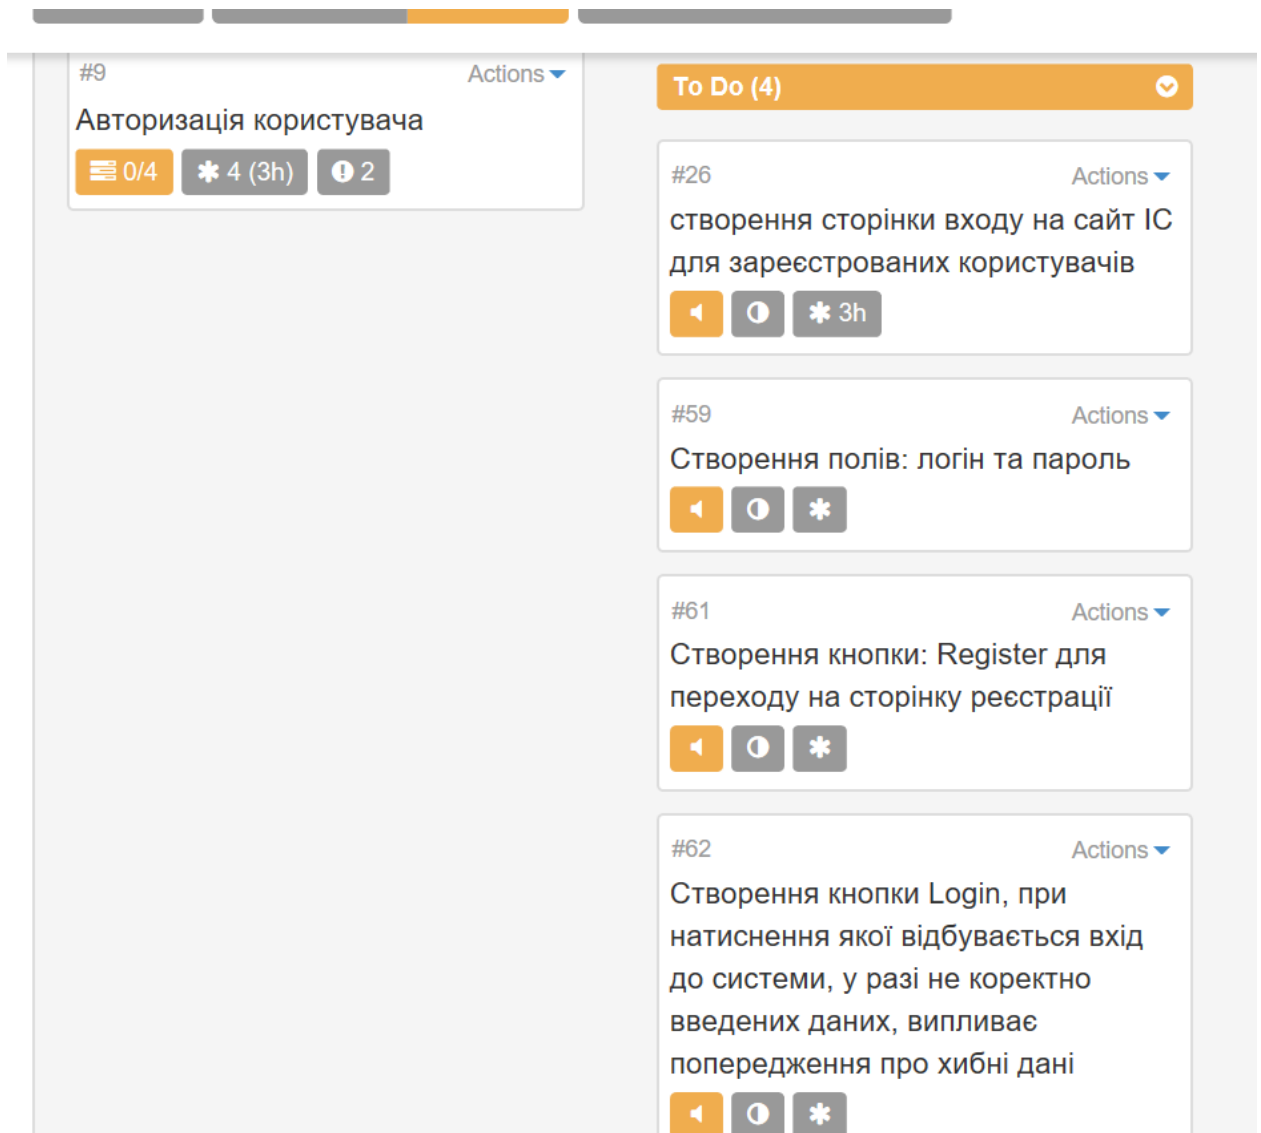 #9
Actions
Авторизація користувача
0/4
4 (3h)
2
To Do (4)
#26
Actions
створення сторінки входу на сайт ІС
для зареєстрованих користувачів
3h
#59
Actions
Створення полів: логін та пароль
#61
Actions
Створення кнопки: Register для
переходу на сторінку реєстрації
#62
Actions
Створення кнопки Login, при
натиснення якої відбувається вхід
до системи, у разі не коректно
введених даних, випливає
попередження про хибні дані